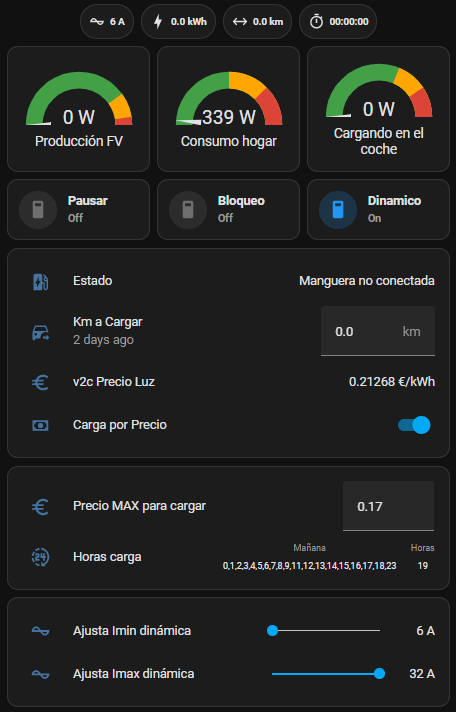 6 A
0.0 kWh
0.0 km
00:00:00
0 W
Producción FV
339 W
Consumo hogar
0 W
Cargando en el
coche
Pausar
Off
Bloqueo
Off
Dinamico
On
Estado
Manguera no conectada
Km a Cargar
2 days ago
0.0 km
v2c Precio Luz
0.21268 €/kWh
Carga por Precio
Precio MAX para cargar
0.17
Mañana
Horas
Horas carga
0,1,2,3,4,5,6,7,8,9,11,12,13,14,15,16,17,18,23
19
Ajusta Imin dinámica
6 A
Ajusta Imax dinámica
32 A